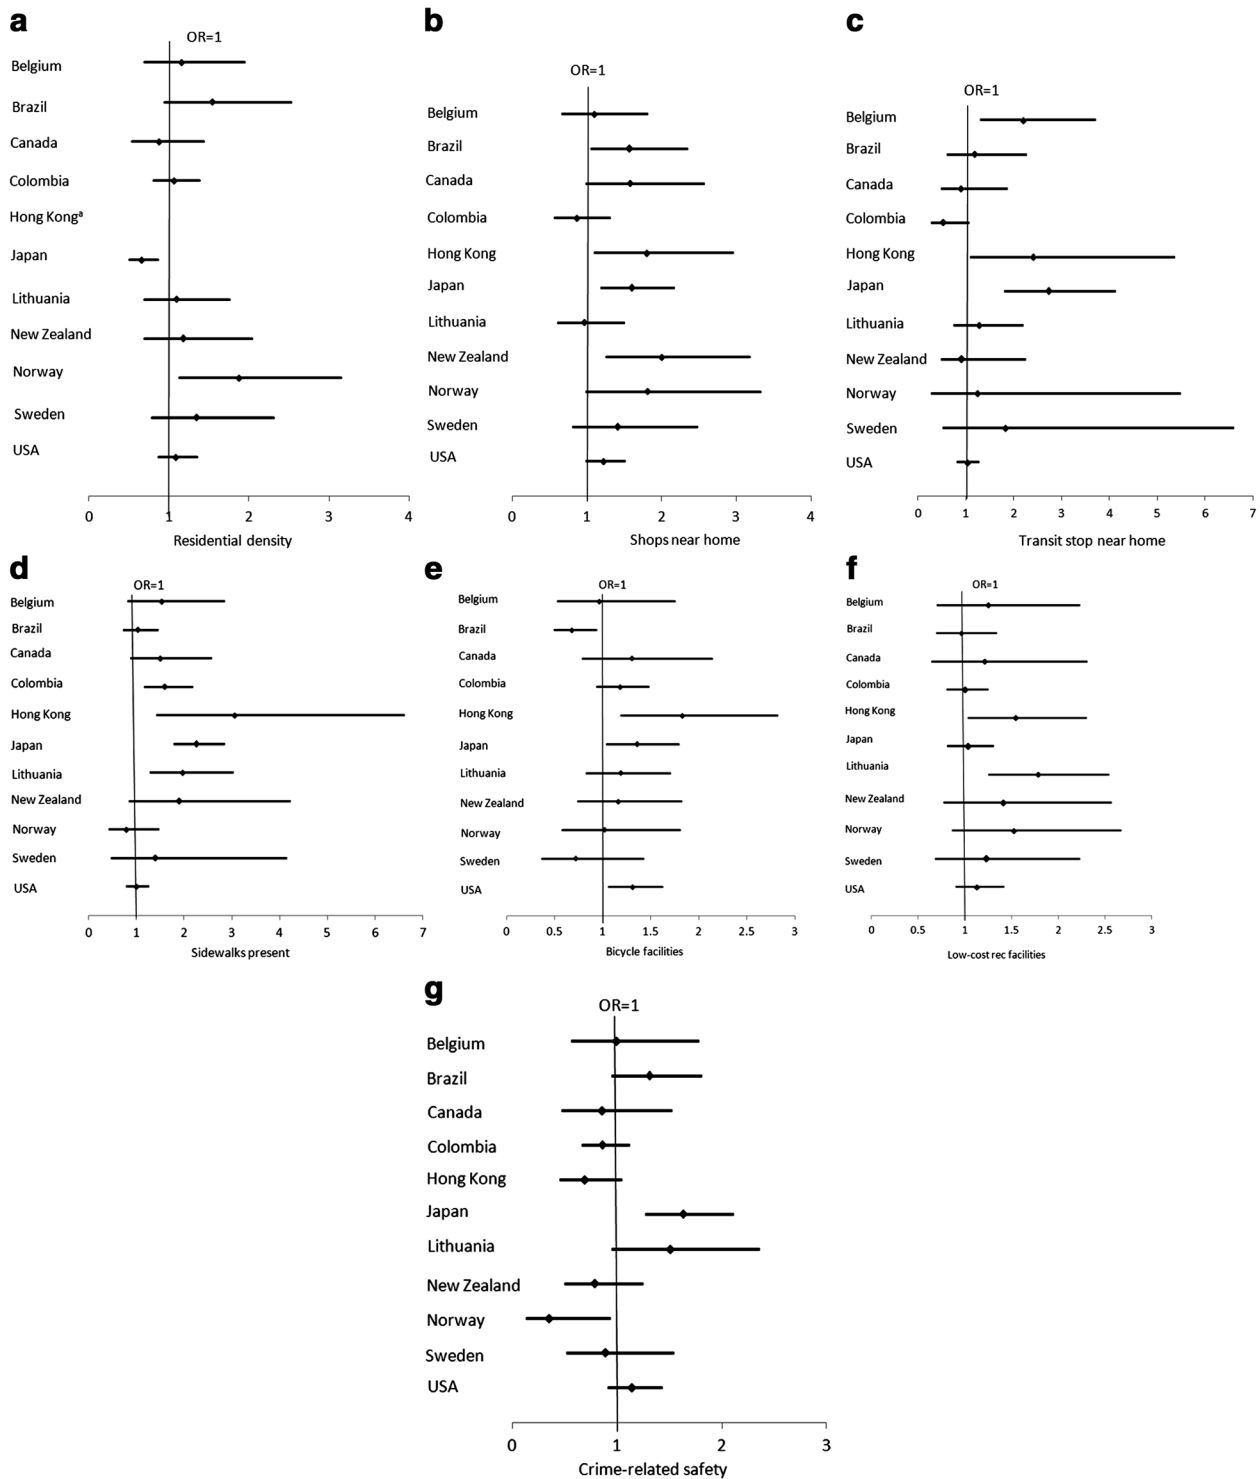 a
OR=1
Belgium
Brazil
Canada
Colombia
Hong Kongª
Japan
Lithuania
New Zealand
Norway
Sweden
USA
0 1 2 3 4
Residential density
b
OR=1
Belgium
Brazil
Canada
Colombia
Hong Kong
Japan
Lithuania
New Zealand
Norway
Sweden
USA
0 1 2 3 4
Shops near home
c
OR=1
Belgium
Brazil
Canada
Colombia
Hong Kong
Japan
Lithuania
New Zealand
Norway
Sweden
USA
0 1 2 3 4 5 6 7
Transit stop near home
d
OR=1
Belgium
Brazil
Canada
Colombia
Hong Kong
Japan
Lithuania
New Zealand
Norway
Sweden
USA
0 1 2 3 4 5 6 7
Sidewalks present
e
OR=1
Belgium
Brazil
Canada
Colombia
Hong Kong
Japan
Lithuania
New Zealand
Norway
Sweden
USA
0 0.5 1 1.5 2 2.5 3
Bicycle facilities
f
OR=1
Belgium
Brazil
Canada
Colombia
Hong Kong
Japan
Lithuania
New Zealand
Norway
Sweden
USA
0 0.5 1 1.5 2 2.5 3
Low-cost rec facilities
g
OR=1
Belgium
Brazil
Canada
Colombia
Hong Kong
Japan
Lithuania
New Zealand
Norway
Sweden
USA
0 1 2 3
Crime-related safety